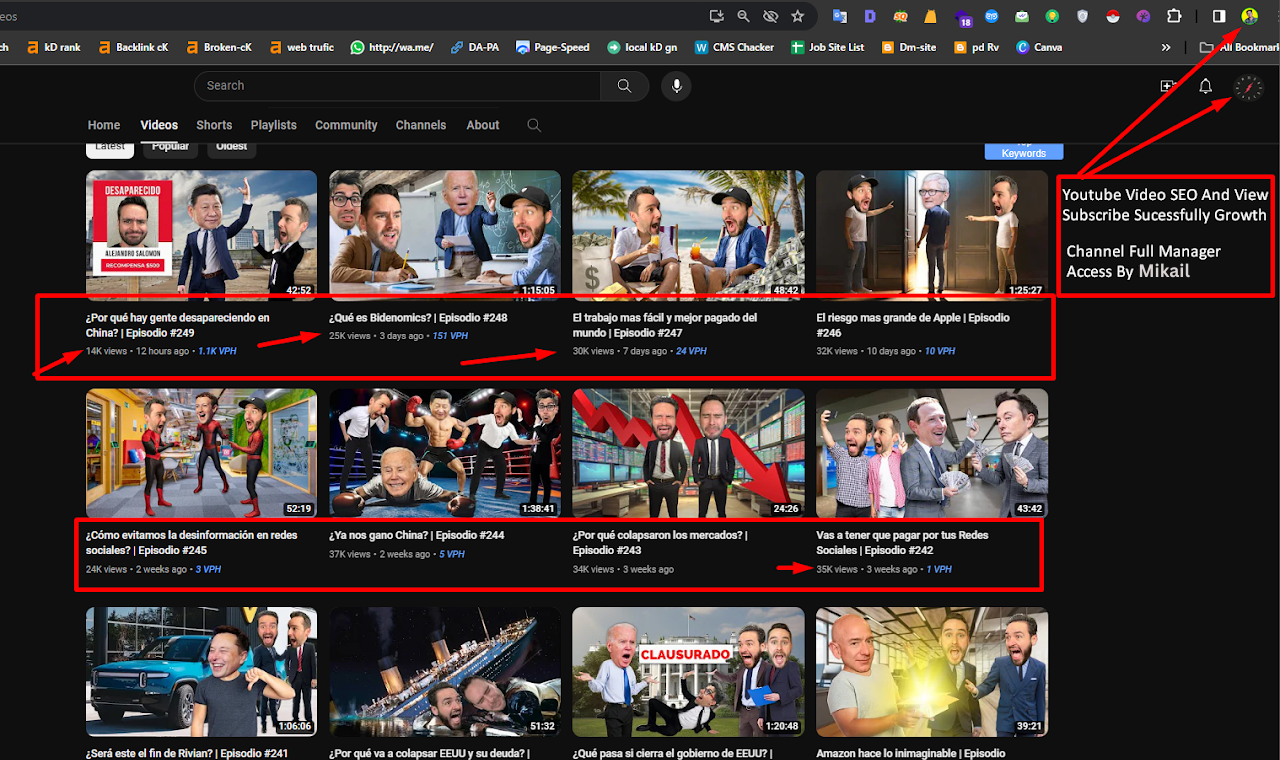 eos
18
ch
kD rank
Backlink cK
Broken-cK
web trufic
http://wa.me/
DA-PA
Page-Speed
local kD gn
CMS Checker
Job Site List
Dm-site
pd Rv
Canva
»
All Bookmark
Search
Home
Videos
Shorts
Playlists
Community
Channels
About
Latest
Popular
Oldest
Top
Keywords
Youtube Video SEO And View
Subscribe Sucessfully Growth
Channel Full Manager
Access By Mikail
DESAPARECIDO
ALEJANDRO SALOMON
RECOMPENSA $500
42:52
1:15:05
$
48:42
1:25:27
¿Por qué hay gente desapareciendo en
China? | Episodio #249
14K views • 12 hours ago • 1.1K VPH
¿Qué es Bidenomics? | Episodio #248
25K views • 3 days ago • 151 VPH
El trabajo mas fácil y mejor pagado del
mundo | Episodio #247
30K views • 7 days ago • 24 VPH
El riesgo mas grande de Apple | Episodio
#246
32K views • 10 days ago • 10 VPH
52:19
1:38:41
24:26
43:42
¿Cómo evitamos la desinformación en redes
sociales? | Episodio #245
24K views • 2 weeks ago • 3 VPH
¿Ya nos gano China? | Episodio #244
37K views • 2 weeks ago • 5 VPH
¿Por qué colapsaron los mercados? |
Episodio #243
34K views • 3 weeks ago
Vas a tener que pagar por tus Redes
Sociales | Episodio #242
35K views • 3 weeks ago • 1 VPH
1:06:06
51:32
CLAUSURADO
1:20:48
39:21
¿Será este el fin de Rivian? | Episodio #241
¿Por qué va a colapsar EEUU y su deuda? |
¿Qué pasa si cierra el gobierno de EEUU? |
Amazon hace lo inimaginable | Episodio